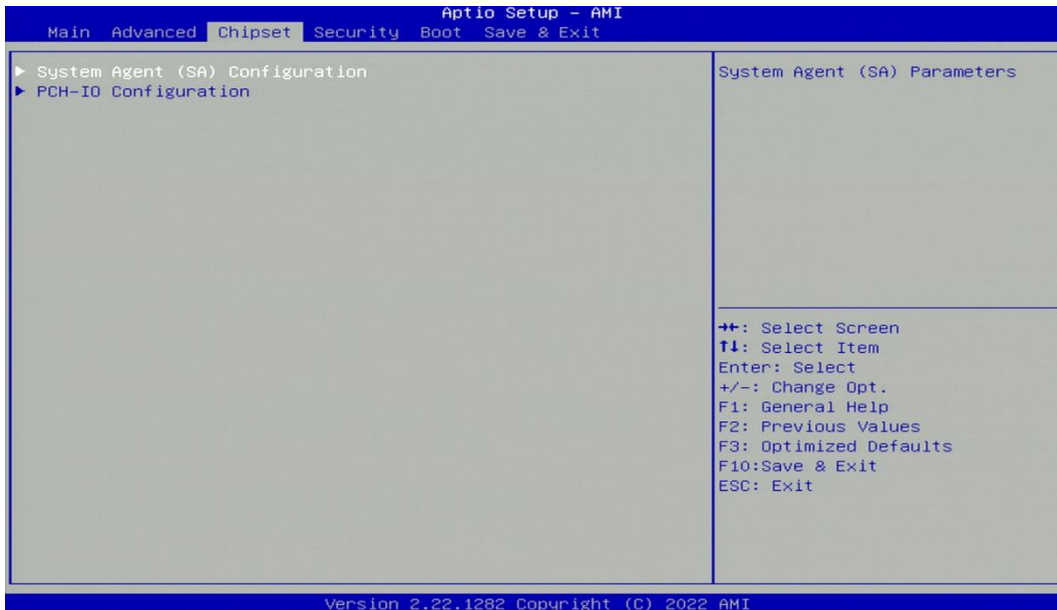 Aptio Setup – AMI
Main Advanced Chipset Security Boot Save & Exit
▶ System Agent (SA) Configuration
▶ PCH-IO Configuration
System Agent (SA) Parameters
→←: Select Screen
↑↓: Select Item
Enter: Select
+/-: Change Opt.
F1: General Help
F2: Previous Values
F3: Optimized Defaults
F10:Save & Exit
ESC: Exit
Version 2.22.1282 Copyright (C) 2022 AMI